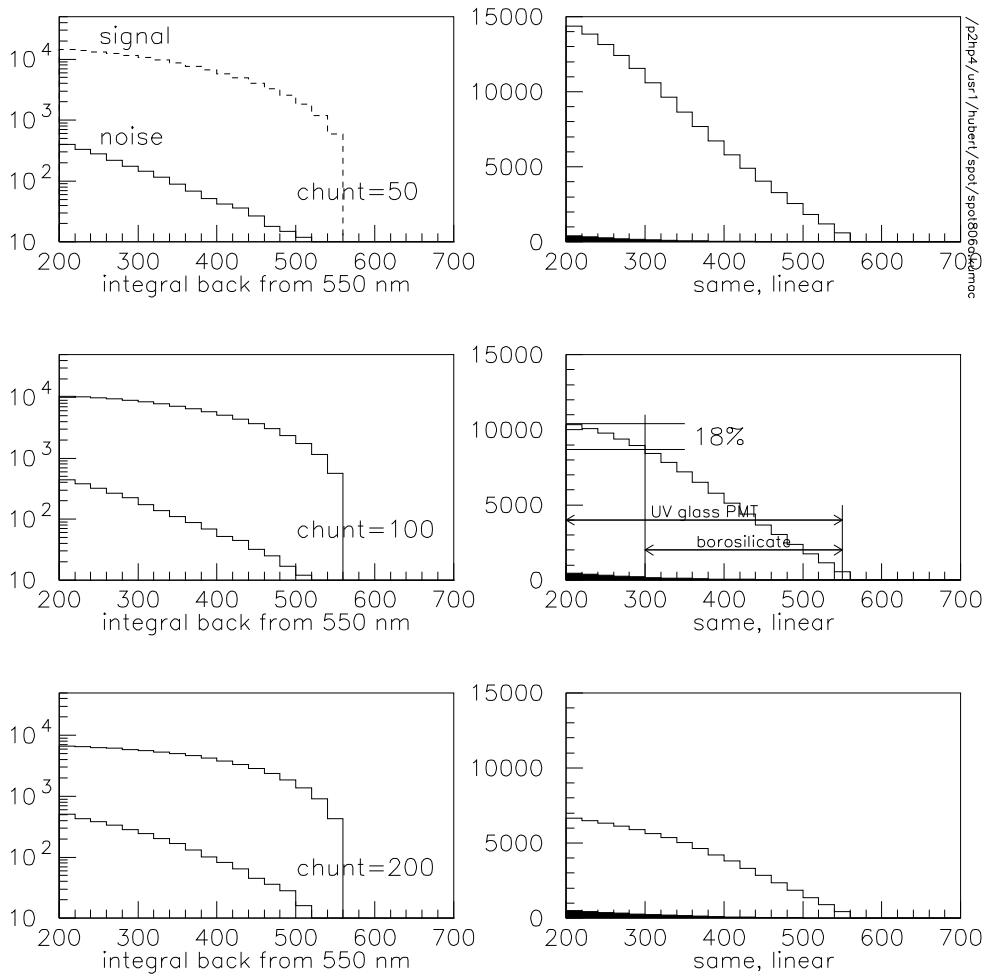 signal
noise
chunt=50
10^4
10^3
10^2
10
200 300 400 500 600 700
integral back from 550 nm
15000
10000
5000
0
200 300 400 500 600 700
same, linear
/p2hp4/usr1/hubert/spot/spot806d.kumac
10^4
10^3
10^2
10
chunt=100
200 300 400 500 600 700
integral back from 550 nm
15000
10000
5000
0
18%
UV glass PMT
borosilicate
200 300 400 500 600 700
same, linear
10^4
10^3
10^2
10
chunt=200
200 300 400 500 600 700
integral back from 550 nm
15000
10000
5000
0
200 300 400 500 600 700
same, linear